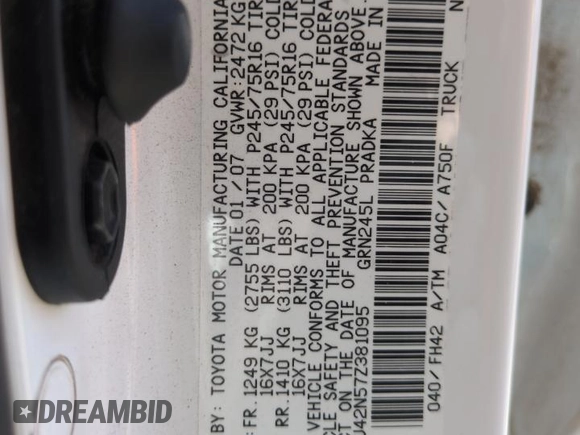 BY: TOYOTA MOTOR MANUFACTURING CALIFORNIA
DATE 01/07 GVWR:2472 KG
FR. 1249 KG (2755 LBS) WITH P245/75R16 TIR
16X7JJ RIMS AT 200 KPA (29 PSI) COLD
RR. 1410 KG (3110 LBS) WITH P245/75R16 TIR
16X7JJ RIMS AT 200 KPA (29 PSI) COLD
VEHICLE CONFORMS TO ALL APPLICABLE FEDERA
CLE SAFETY AND THEFT PREVENTION STANDARDS
CT ON THE DATE OF MANUFACTURE SHOWN ABOVE.
GRN245L PRADKA MADE IN
U42N57Z381095
040/FH42 A/TM A04C/A750F TRUCK N
DREAMBID